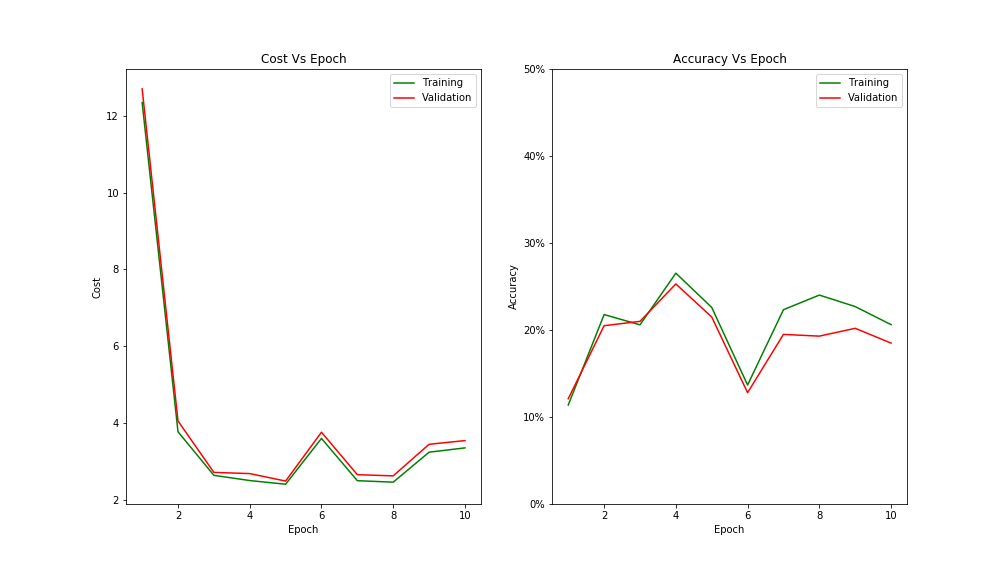 Cost Vs Epoch
Training
Validation
12
10
8
6
4
2
Cost
2
4
6
8
10
Epoch
Accuracy Vs Epoch
Training
Validation
50%
40%
30%
20%
10%
0%
Accuracy
2
4
6
8
10
Epoch